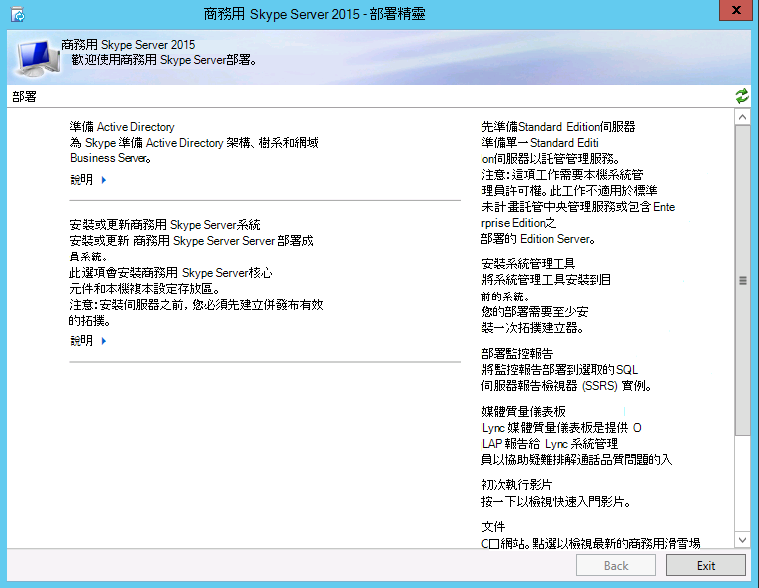 商務用 Skype Server 2015 - 部署精靈
x
商務用 Skype Server 2015
歡迎使用商務用 Skype Server部署。
部署
準備 Active Directory
為 Skype 準備 Active Directory 架構、樹系和網域
Business Server。
說明
安裝或更新商務用 Skype Server系統
安裝或更新 商務用 Skype Server Server 部署成
員系統。
此選項會安裝商務用 Skype Server核心
元件和本機複本設定存放區。
注意：安裝伺服器之前，您必須先建立併發布有效
的拓撲。
說明
先準備Standard Edition伺服器
準備單一Standard Editi
on伺服器以託管管理服務。
注意：這項工作需要本機系統管
理員許可權。此工作不適用於標準
未計畫託管中央管理服務或包含 Ente
rprise Edition之
部署的 Edition Server。
安裝系統管理工具
將系統管理工具安裝到目
前的系統。
您的部署需要至少安
裝一次拓撲建立器。
部署監控報告
將監控報告部署到選取的SQL
伺服器報告檢視器 (SSRS) 實例。
媒體質量儀表板
Lync 媒體質量儀表板是提供 O
LAP 報告給 Lync 系統管理
員以協助疑難排解通話品質問題的入
初次執行影片
按一下以檢視快速入門影片。
文件
C口網站。點選以檢視最新的商務用滑雪場
Back
Exit